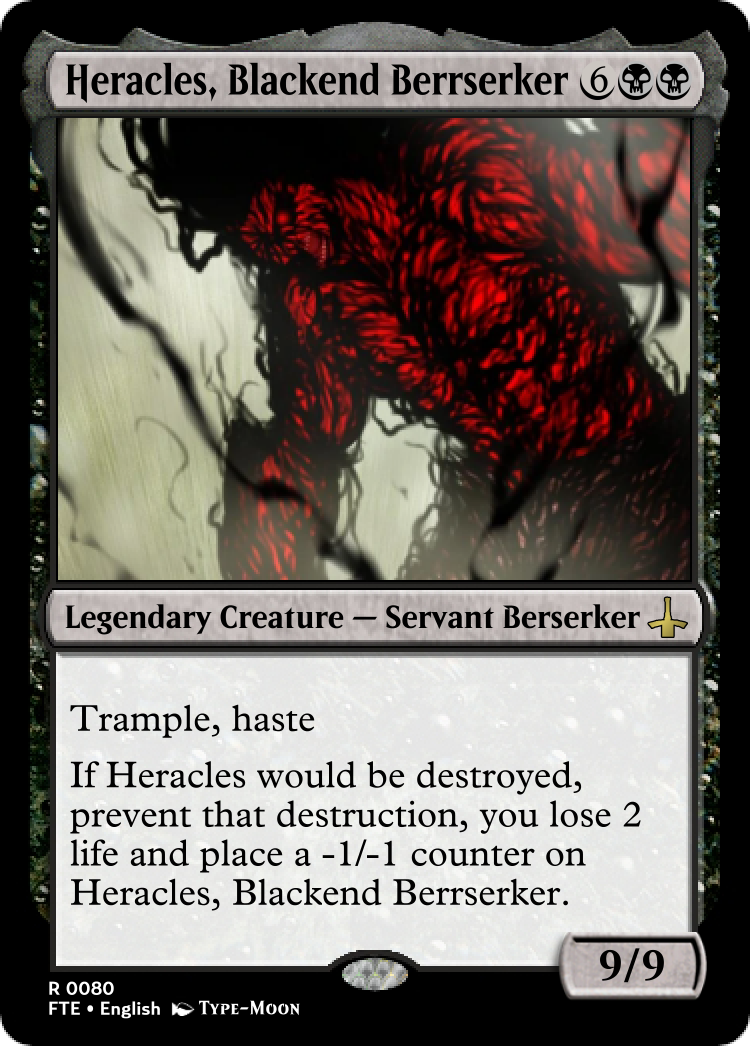 Heracles, Blackend Berrserker 6
Legendary Creature — Servant Berserker
Trample, haste
If Heracles would be destroyed,
prevent that destruction, you lose 2
life and place a -1/-1 counter on
Heracles, Blackend Berrserker.
9/9
R 0080
FTE • English Type-Moon